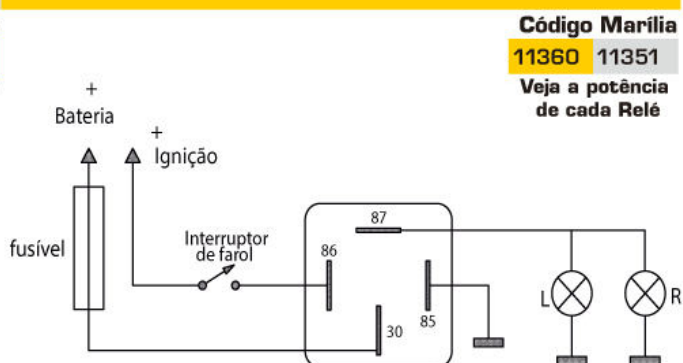 Código Marília
11360 11351
Veja a potência
de cada Relé
+
Bateria
+
Ignição
fusível
Interruptor
de farol
87
86
85
30
L
R